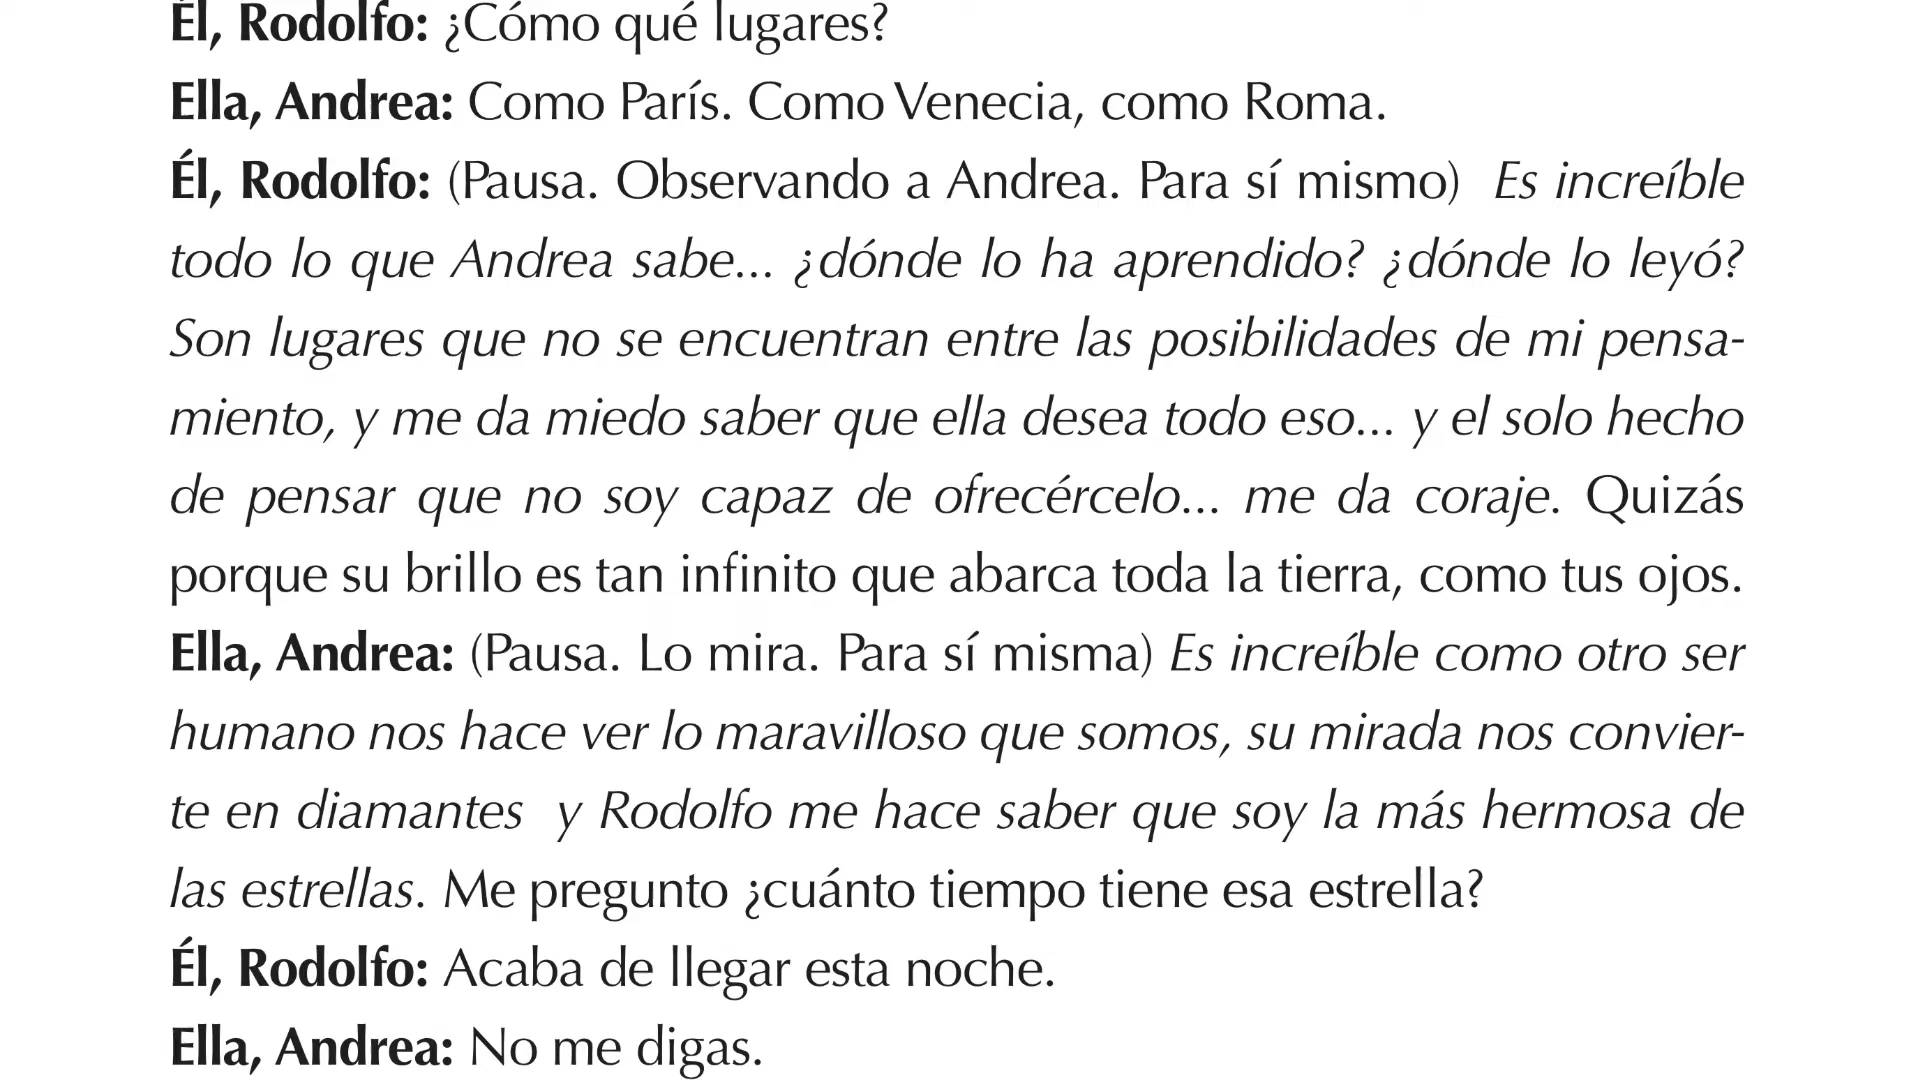 Él, Rodolfo: ¿Cómo qué lugares?
Ella, Andrea: Como París. Como Venecia, como Roma.
Él, Rodolfo: (Pausa. Observando a Andrea. Para sí mismo) Es increíble
todo lo que Andrea sabe... ¿dónde lo ha aprendido? ¿dónde lo leyó?
Son lugares que no se encuentran entre las posibilidades de mi pensa-
miento, y me da miedo saber que ella desea todo eso... y el solo hecho
de pensar que no soy capaz de ofrecércelo... me da coraje. Quizás
porque su brillo es tan infinito que abarca toda la tierra, como tus ojos.
Ella, Andrea: (Pausa. Lo mira. Para sí misma) Es increíble como otro ser
humano nos hace ver lo maravilloso que somos, su mirada nos convier-
te en diamantes y Rodolfo me hace saber que soy la más hermosa de
las estrellas. Me pregunto ¿cuánto tiempo tiene esa estrella?
Él, Rodolfo: Acaba de llegar esta noche.
Ella, Andrea: No me digas.